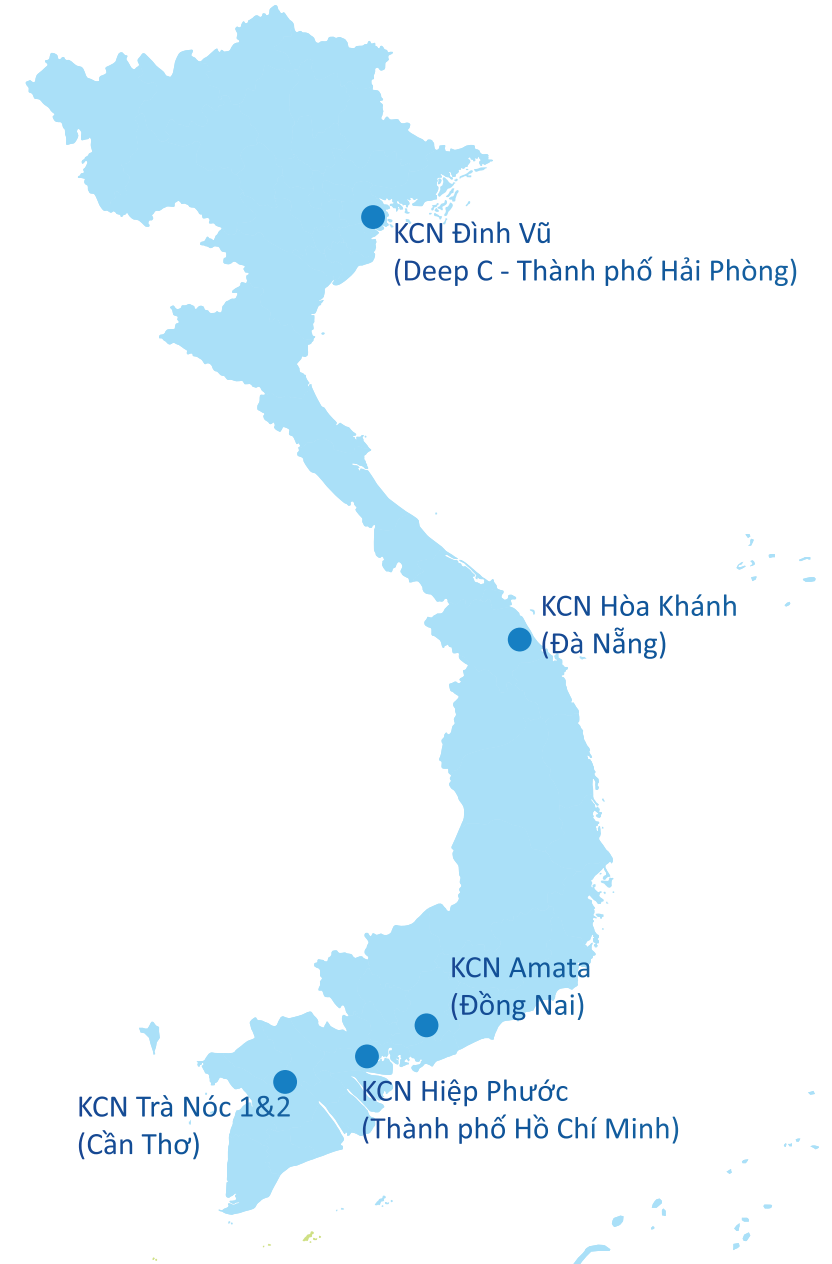 KCN Đình Vũ
(Deep C - Thành phố Hải Phòng)
KCN Hòa Khánh
(Đà Nẵng)
KCN Amata
(Đồng Nai)
KCN Hiệp Phước
(Thành phố Hồ Chí Minh)
KCN Trà Nóc 1&2
(Cần Thơ)